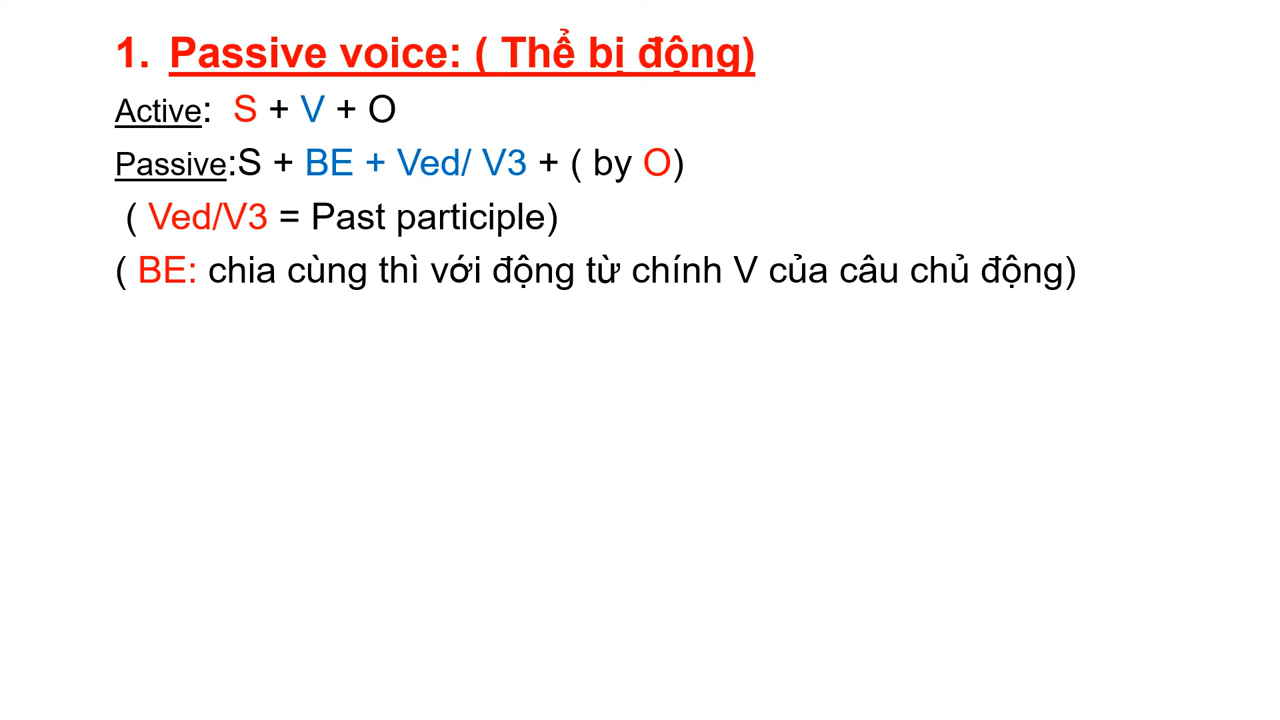 1. Passive voice: ( Thể bị động)
Active: S + V + O
Passive:S + BE + Ved/ V3 + ( by O)
( Ved/V3 = Past participle)
( BE: chia cùng thì với động từ chính V của câu chủ động)